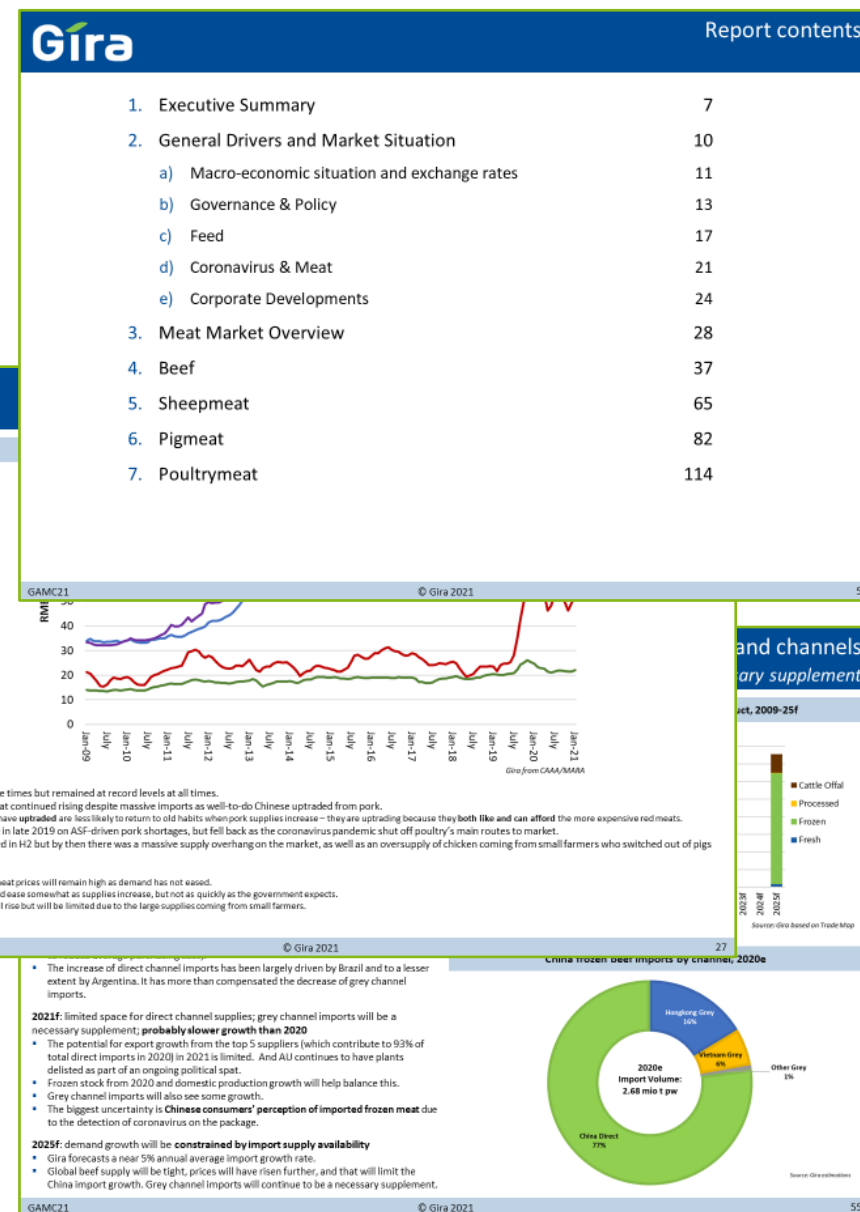 Gira
Report contents
1. Executive Summary 7
2. General Drivers and Market Situation 10
a) Macro-economic situation and exchange rates 11
b) Governance & Policy 13
c) Feed 17
d) Coronavirus & Meat 21
e) Corporate Developments 24
3. Meat Market Overview 28
4. Beef 37
5. Sheepmeat 65
6. Pigmeat 82
7. Poultrymeat 114
GAMC21 © Gira 2021 5
RM
40
30
20
10
0
Jan-09 July Jan-10 July Jan-11 July Jan-12 July Jan-13 July Jan-14 July Jan-15 July Jan-16 July Jan-17 July Jan-18 July Jan-19 July Jan-20 July Jan-21
Gira from CAAA/MARA
e times but remained at record levels at all times.
at continued rising despite massive imports as well-to-do Chinese uptraded from pork.
have uptraded are less likely to return to old habits when pork supplies increase – they are uptrading because they both like and can afford the more expensive red meats.
in late 2019 on ASF-driven pork shortages, but fell back as the coronavirus pandemic shut off poultry's main routes to market.
ed in H2 but by then there was a massive supply overhang on the market, as well as an oversupply of chicken coming from small farmers who switched out of pigs
eat prices will remain high as demand has not eased.
d ease somewhat as supplies increase, but not as quickly as the government expects.
l rise but will be limited due to the large supplies coming from small farmers.
© Gira 2021 27
and channels
ary supplement
uct, 2009-25f
Cattle Offal
Processed
Frozen
Fresh
2023f 2024f 2025f
Source: Gira based on Trade Map
The increase of direct channel imports has been largely driven by Brazil and to a lesser
extent by Argentina. It has more than compensated the decrease of grey channel
imports.
2021f: limited space for direct channel supplies; grey channel imports will be a
necessary supplement; probably slower growth than 2020
The potential for export growth from the top 5 suppliers (which contribute to 93% of
total direct imports in 2020) in 2021 is limited. And AU continues to have plants
delisted as part of an ongoing political spat.
Frozen stock from 2020 and domestic production growth will help balance this.
Grey channel imports will also see some growth.
The biggest uncertainty is Chinese consumers' perception of imported frozen meat due
to the detection of coronavirus on the package.
2025f: demand growth will be constrained by import supply availability
Gira forecasts a near 5% annual average import growth rate.
Global beef supply will be tight, prices will have risen further, and that will limit the
China import growth. Grey channel imports will continue to be a necessary supplement.
China frozen beef imports by channel, 2020e
Hongkong Grey
16%
Vietnam Grey
6%
Other Grey
1%
2020e
Import Volume:
2.68 mio t pw
China Direct
77%
Source: Gira estimations
GAMC21 © Gira 2021 55